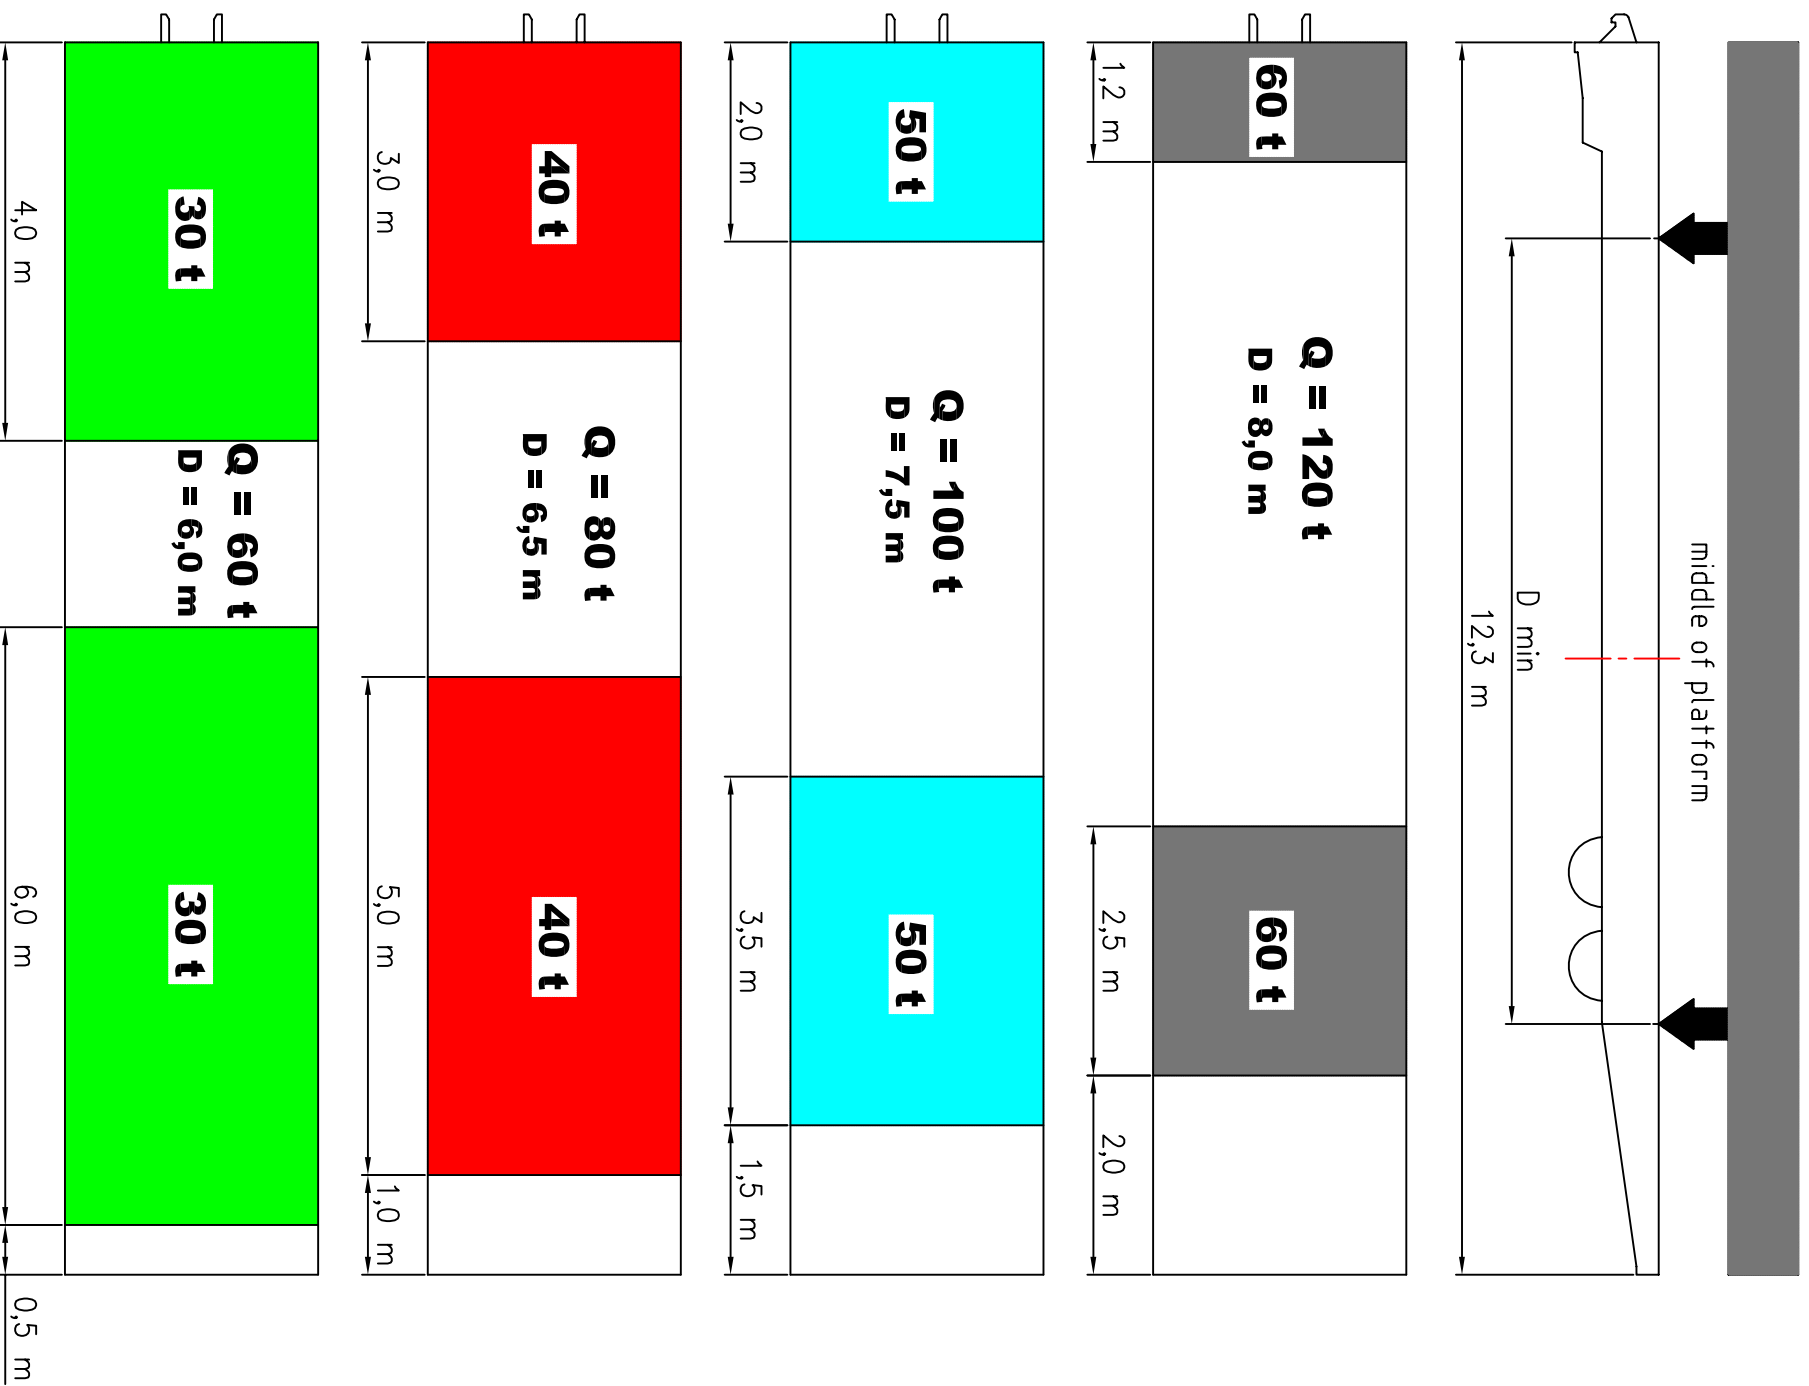 middle of platform
D min
12,3 m
60 t
Q = 120 t
D = 8,0 m
60 t
1,2 m
2,5 m
2,0 m
50 t
Q = 100 t
D = 7,5 m
50 t
2,0 m
3,5 m
1,5 m
40 t
Q = 80 t
D = 6,5 m
40 t
3,0 m
5,0 m
1,0 m
30 t
Q = 60 t
D = 6,0 m
30 t
4,0 m
6,0 m
0,5 m